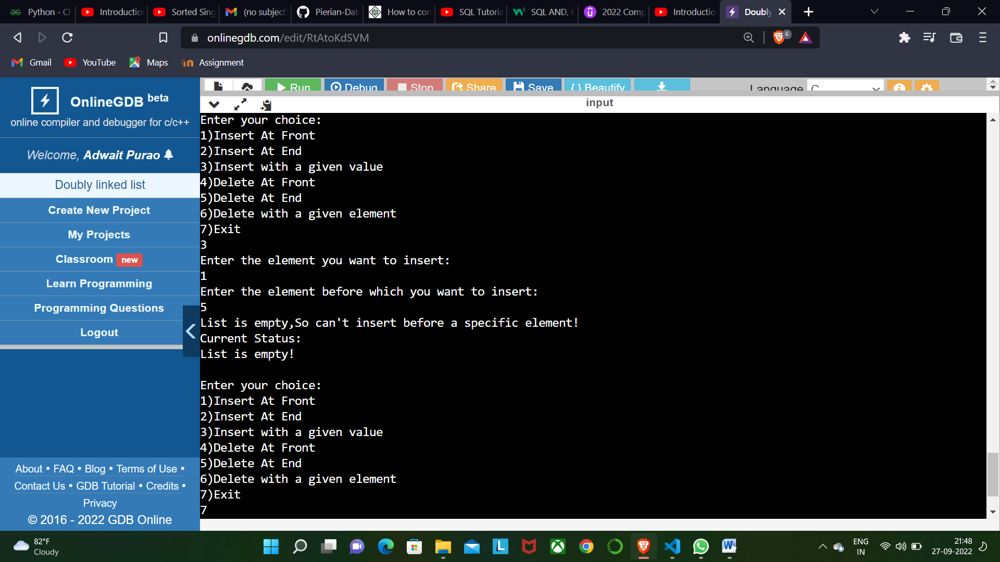 Python - Ch
Introduction
Sorted Sing
(no subject)
Pierian-Data
How to con
SQL Tutoria
SQL AND, O
2022 Comp
Introductio
Doubly
onlinegdb.com/edit/RtAtoKdSVM
6
Gmail
YouTube
Maps
Assignment
OnlineGDB beta
online compiler and debugger for c/c++
Welcome, Adwait Purao
Doubly linked list
Create New Project
My Projects
Classroom new
Learn Programming
Programming Questions
Logout
About • FAQ • Blog • Terms of Use •
Contact Us • GDB Tutorial • Credits •
Privacy
© 2016 - 2022 GDB Online
Run
Debug
Stop
Share
Save
{ } Beautify
Language
C
input
Enter your choice:
1)Insert At Front
2)Insert At End
3)Insert with a given value
4)Delete At Front
5)Delete At End
6)Delete with a given element
7)Exit
3
Enter the element you want to insert:
1
Enter the element before which you want to insert:
5
List is empty,So can't insert before a specific element!
Current Status:
List is empty!
Enter your choice:
1)Insert At Front
2)Insert At End
3)Insert with a given value
4)Delete At Front
5)Delete At End
6)Delete with a given element
7)Exit
7
82°F
Cloudy
ENG
IN
21:48
27-09-2022